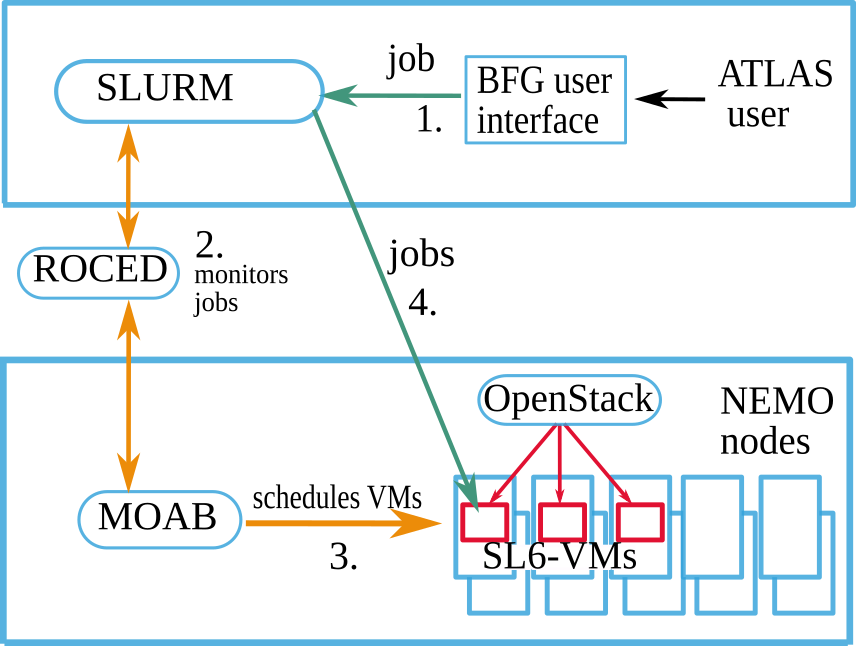 job
SLURM
BFG user
interface
ATLAS
user
1.
ROCED
2.
monitors
jobs
jobs
4.
OpenStack
NEMO
nodes
MOAB
schedules VMs
3.
SL6-VMs